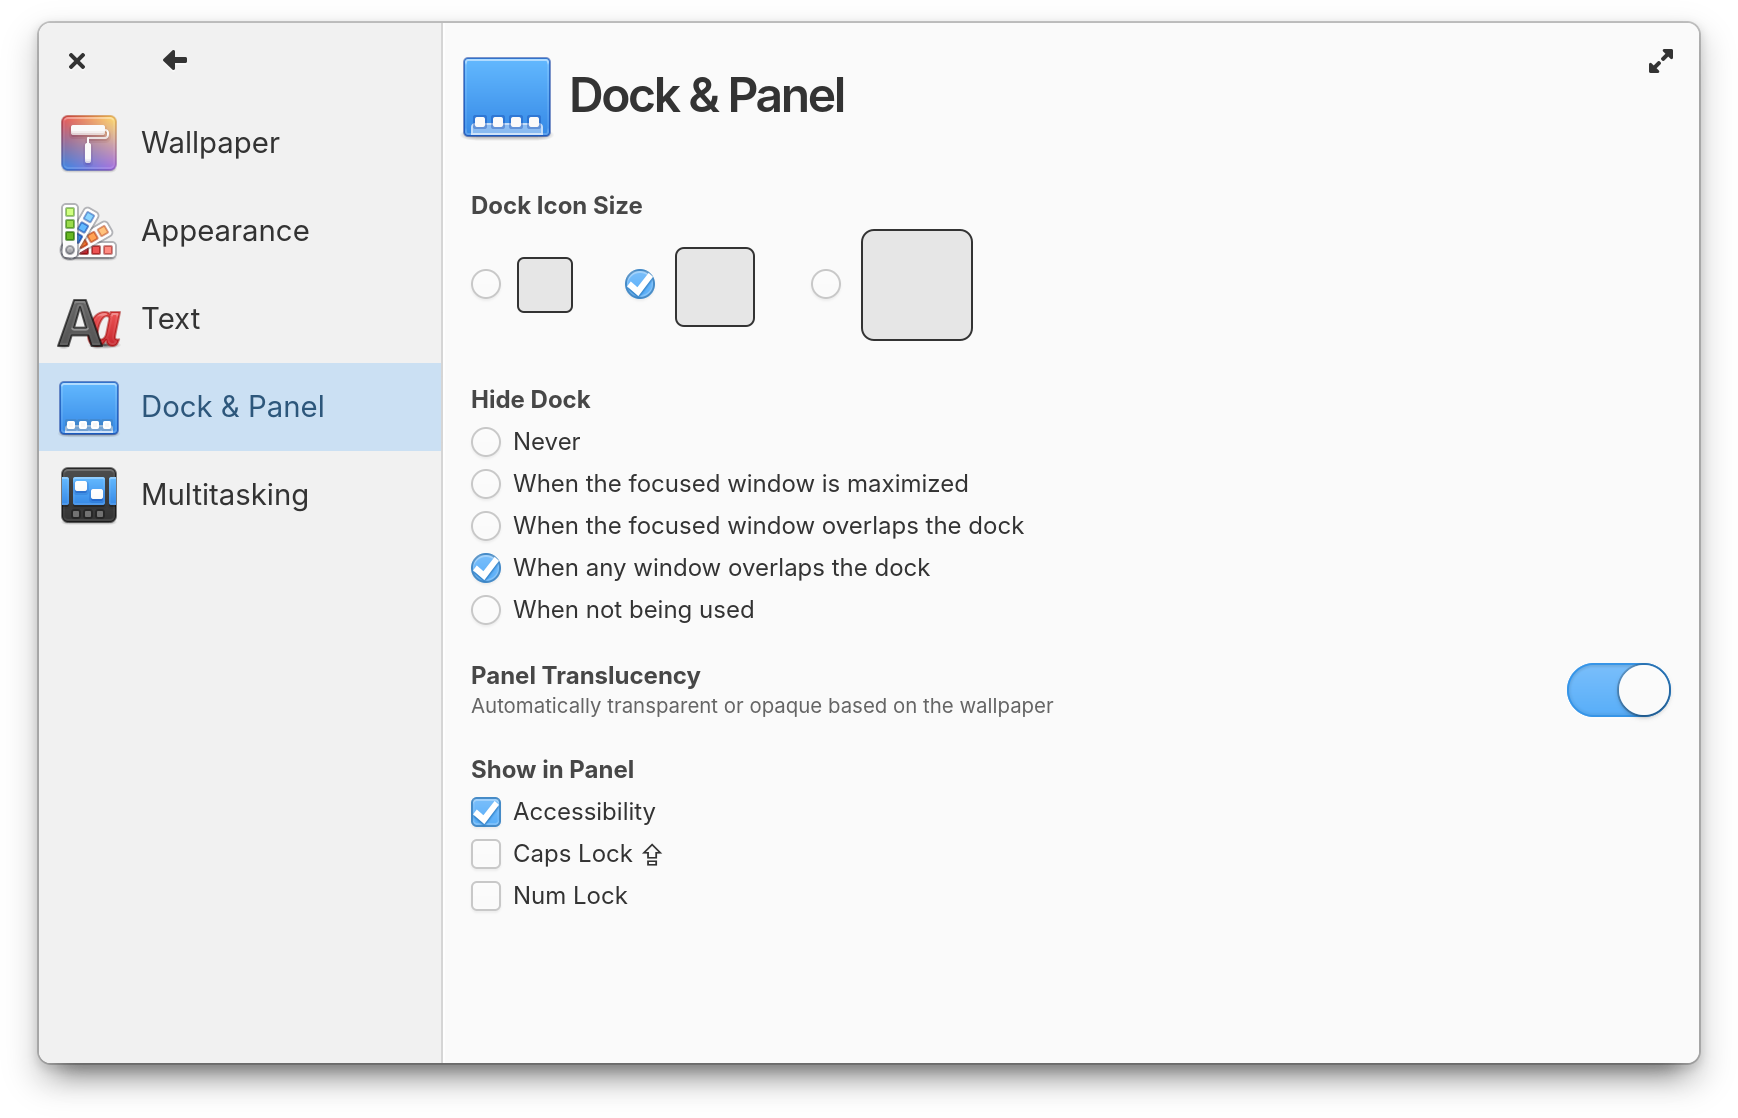 Wallpaper
Appearance
Text
Dock & Panel
Multitasking
Dock & Panel
Dock Icon Size
Hide Dock
Never
When the focused window is maximized
When the focused window overlaps the dock
When any window overlaps the dock
When not being used
Panel Translucency
Automatically transparent or opaque based on the wallpaper
Show in Panel
Accessibility
Caps Lock ⇪
Num Lock